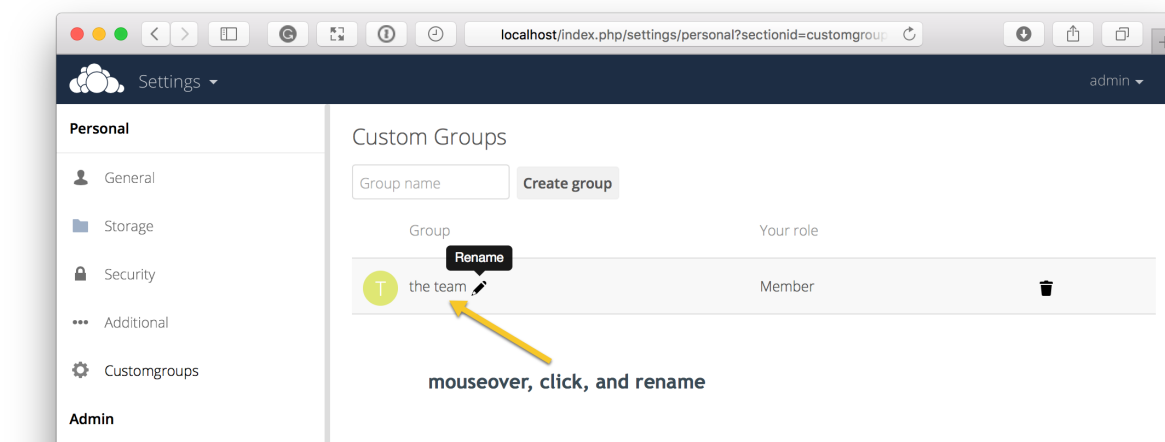 localhost/index.php/settings/personal?sectionid=customgroup
Settings
admin
Personal
General
Storage
Security
Additional
Customgroups
Admin
Custom Groups
Group name
Create group
Group
Your role
Rename
T
the team
Member
mouseover, click, and rename